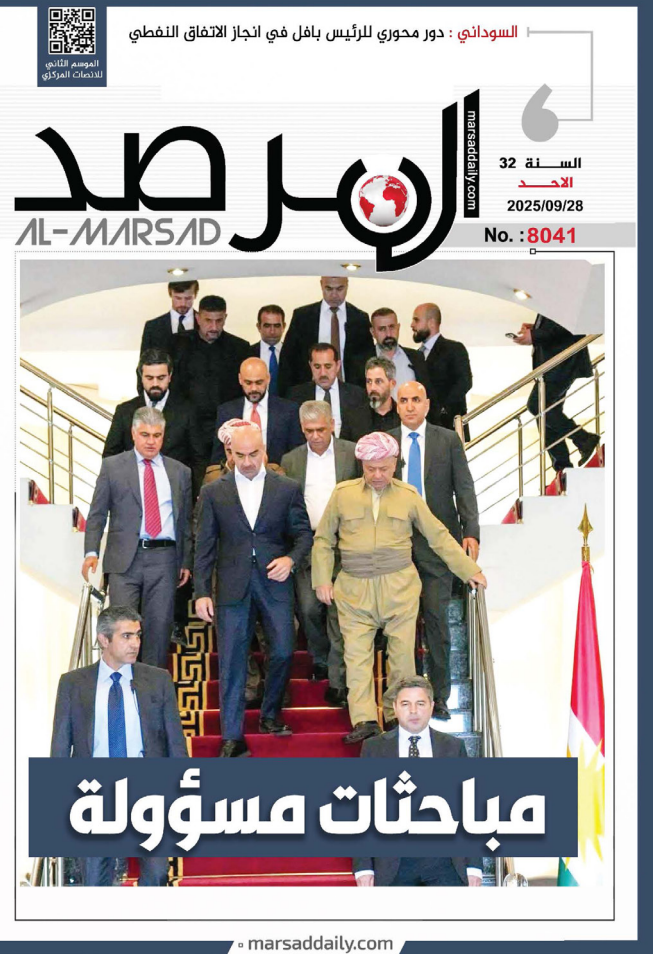 السوداني : دور محوري للرئيس بافل في انجاز الاتفاق النفطي
الموسم الثاني
للانصات المركزي
المرصد
AL-MARSAD
marsaddaily.com
السنة 32
الاحد
2025/09/28
No. : 8041
مباحثات مسؤولة
marsaddaily.com